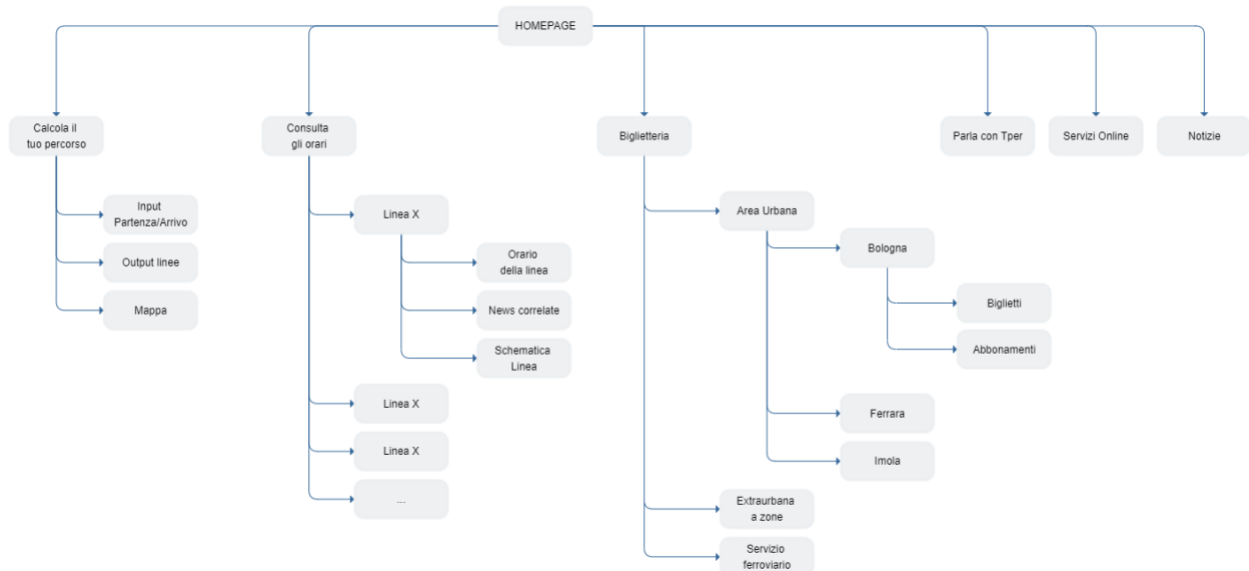 HOMEPAGE
Calcola il
tuo percorso
Consulta
gli orari
Biglietteria
Parla con Tper
Servizi Online
Notizie
Input
Partenza/Arrivo
Output linee
Mappa
Linea X
Orario
della linea
News correlate
Schematica
Linea
Linea X
Linea X
...
Area Urbana
Bologna
Biglietti
Abbonamenti
Ferrara
Imola
Extraurbana
a zone
Servizio
ferroviario